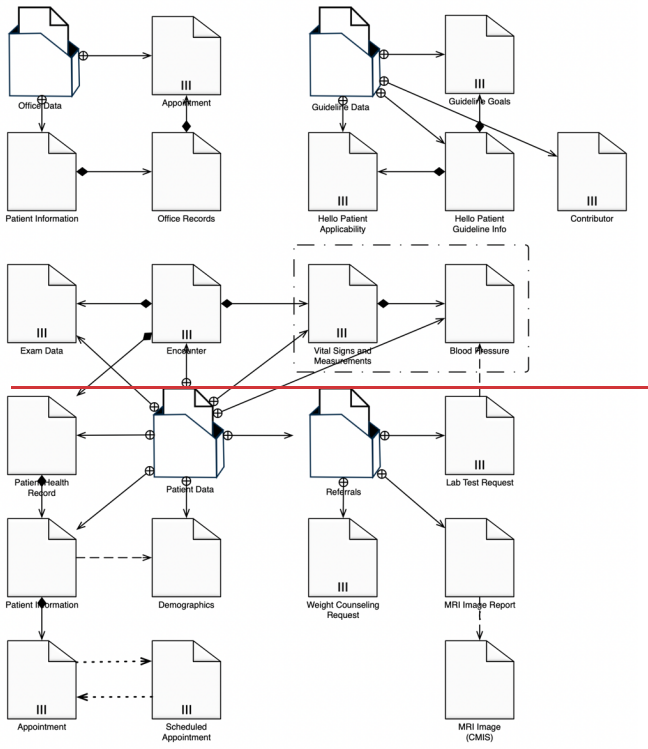 Office Data
Appointment
Guideline Data
Guideline Goals
Patient Information
Office Records
Hello Patient
Applicability
Hello Patient
Guideline Info
Contributor
Exam Data
Encounter
Vital Signs and
Measurements
Blood Pressure
Patient Health
Record
Patient Data
Referrals
Lab Test Request
Patient Information
Demographics
Weight Counseling
Request
MRI Image Report
Appointment
Scheduled
Appointment
MRI Image
(CMIS)